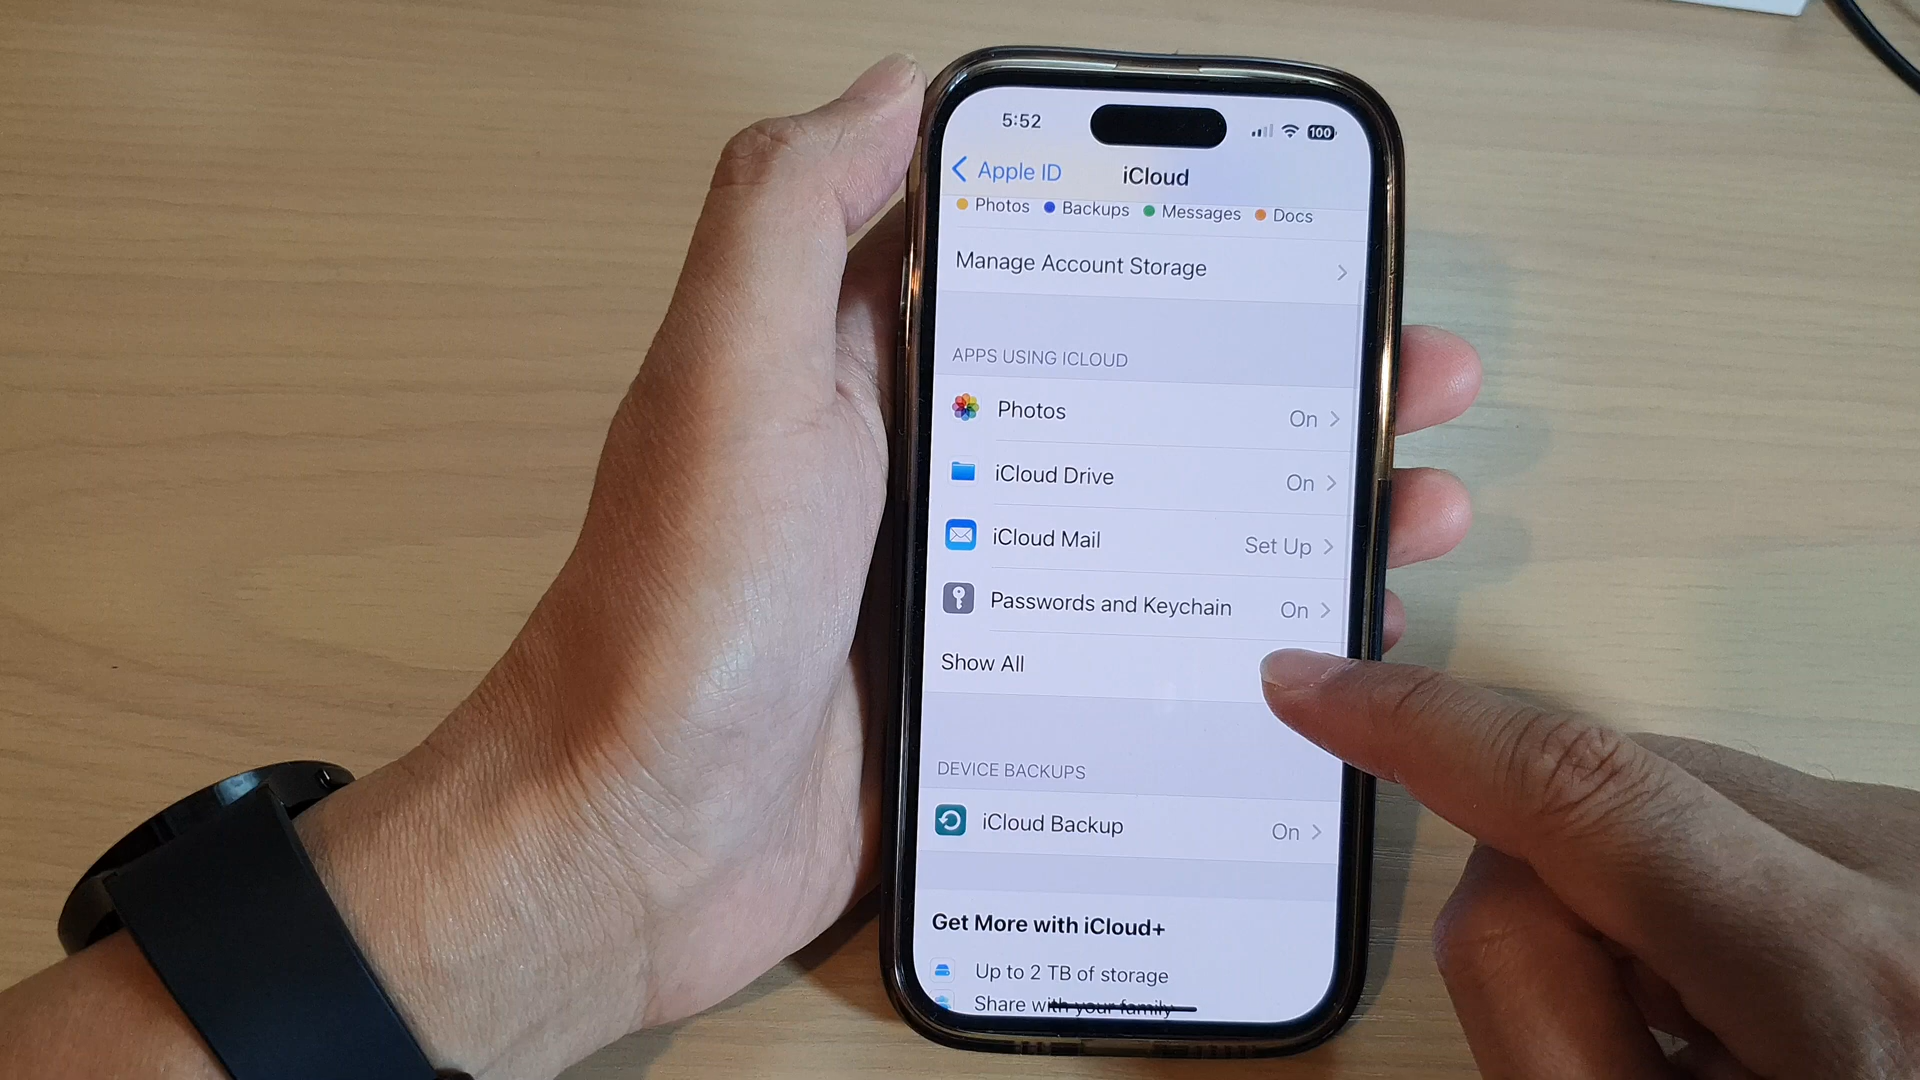 5:52
100
Apple ID
iCloud
Photos Backups Messages Docs
Manage Account Storage
APPS USING ICLOUD
Photos On
iCloud Drive On
iCloud Mail Set Up
Passwords and Keychain On
Show All
DEVICE BACKUPS
iCloud Backup On
Get More with iCloud+
Up to 2 TB of storage
Share with your family